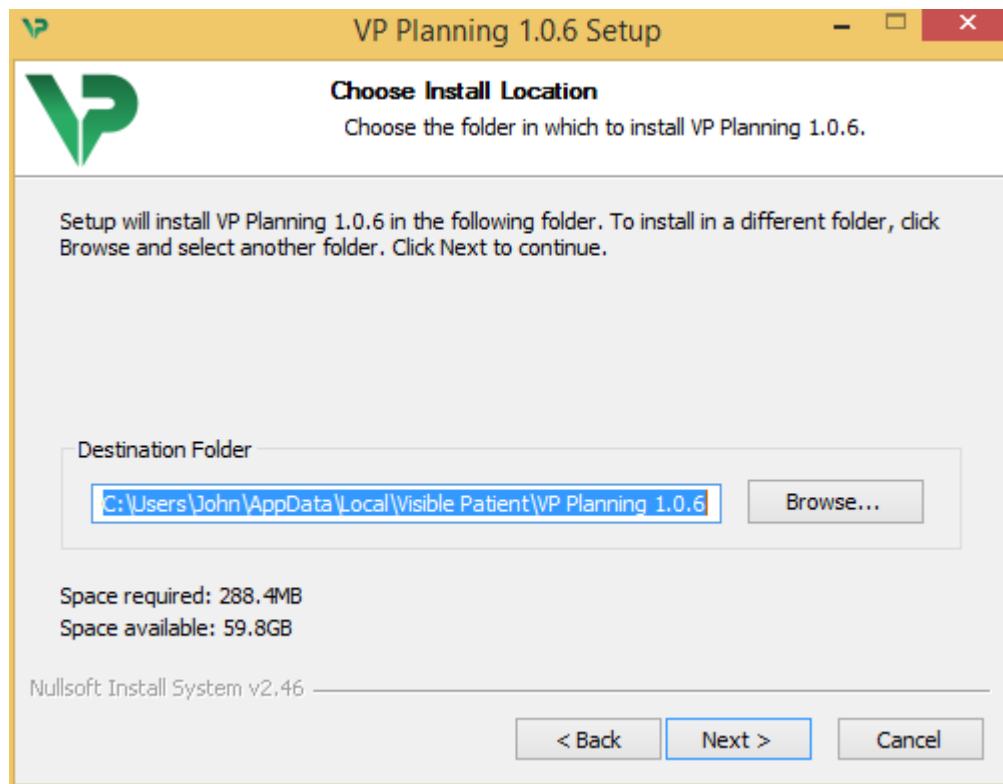 VP Planning 1.0.6 Setup
VP
Choose Install Location
Choose the folder in which to install VP Planning 1.0.6.
Setup will install VP Planning 1.0.6 in the following folder. To install in a different folder, click
Browse and select another folder. Click Next to continue.
Destination Folder
C:\Users\John\AppData\Local\Visible Patient\VP Planning 1.0.6
Browse...
Space required: 288.4MB
Space available: 59.8GB
Nullsoft Install System v2.46
< Back
Next >
Cancel